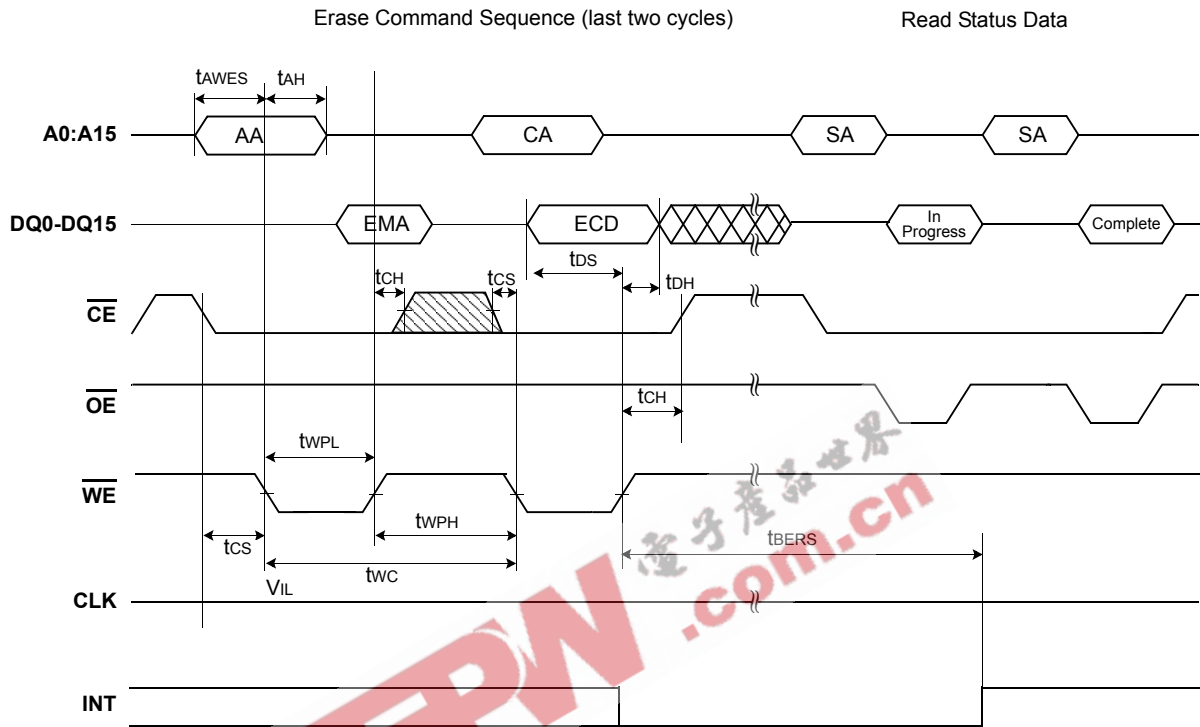 Erase Command Sequence (last two cycles) Read Status Data
tAWES tAH
A0:A15 AA CA SA SA
DQ0-DQ15 EMA ECD In Progress Complete
tCH tCS tDS tDH
CE
OE
tCH
tWPL
WE
tWPH
tCS tBERS
tWC
VIL
CLK
INT
電子產品世界
EPW.com.cn